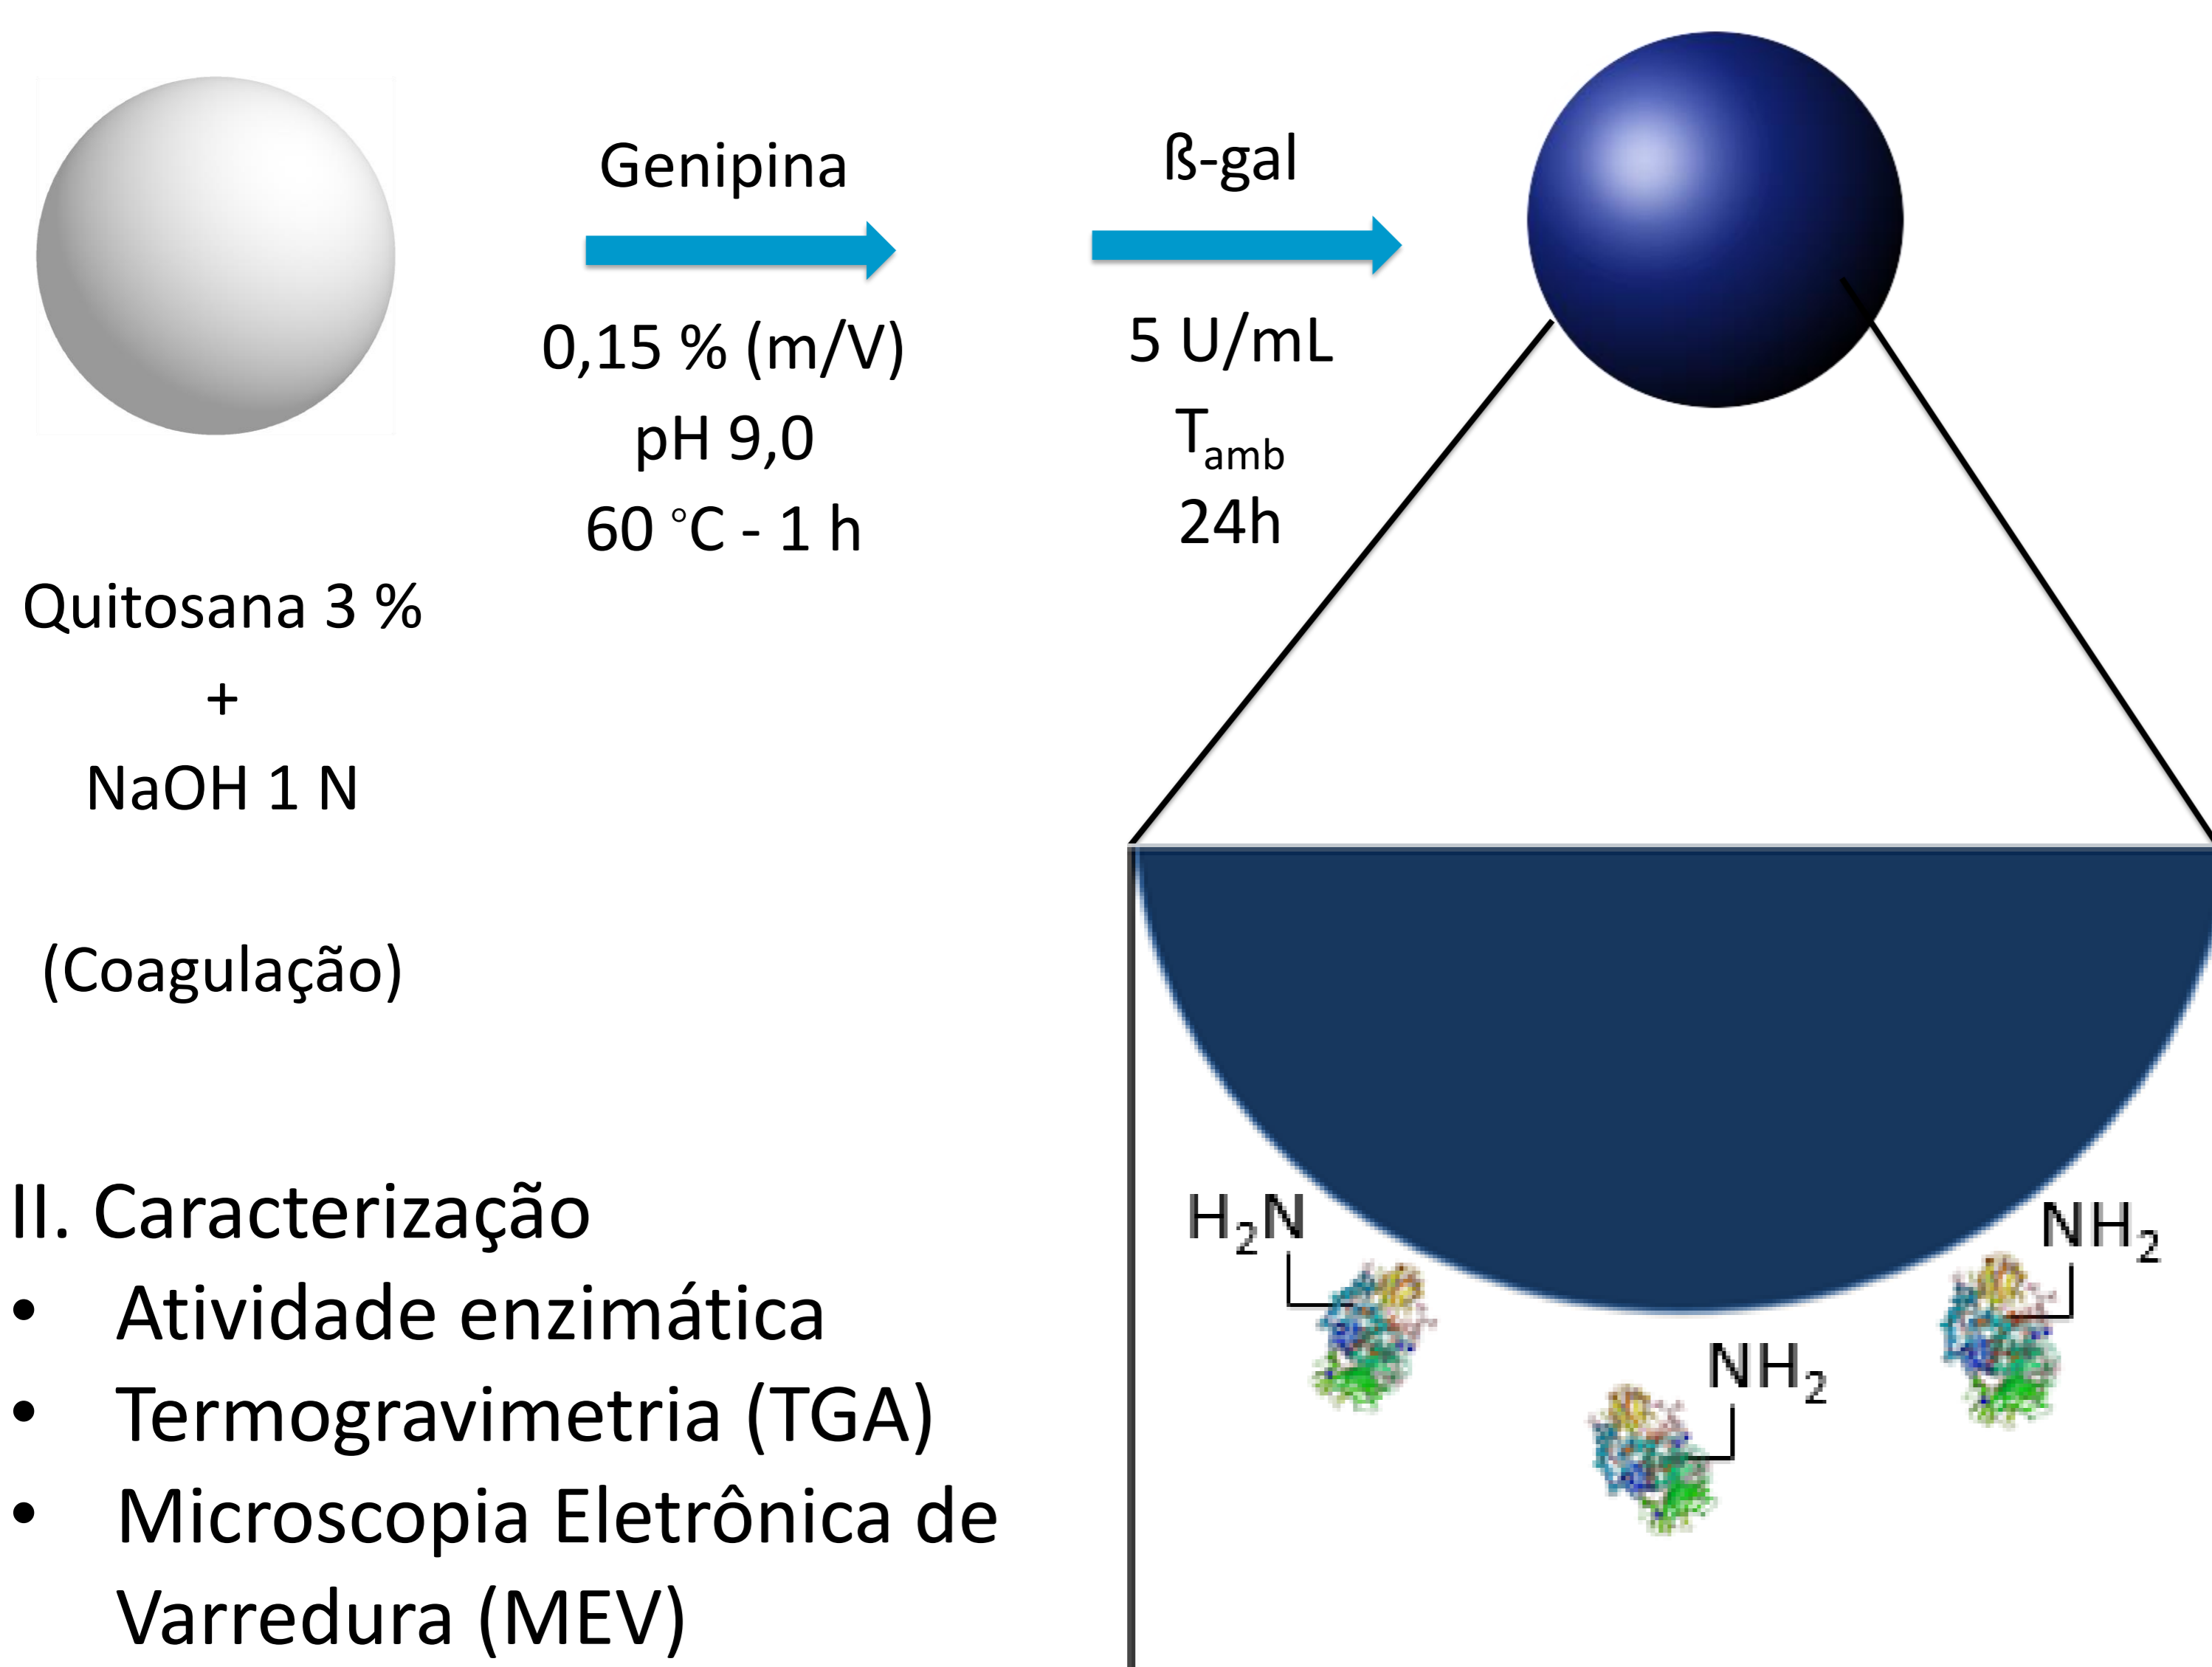 Genipina
0,15 % (m/V)
pH 9,0
60 °C - 1 h
ß-gal
5 U/mL
Tamb
24h
Quitosana 3 %
+
NaOH 1 N
(Coagulação)
II. Caracterização
• Atividade enzimática
• Termogravimetria (TGA)
• Microscopia Eletrônica de
Varredura (MEV)
H2N
NH2
NH2